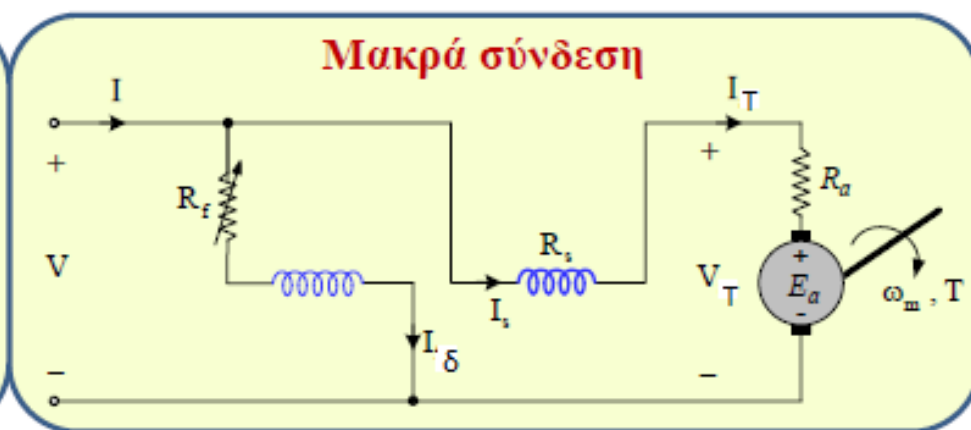 Μακρά σύνδεση
I
I_T
+
+
R_f
R_a
R_s
V
V_T
+
E_a
-
ω_m , T
I_s
I_δ
−
−